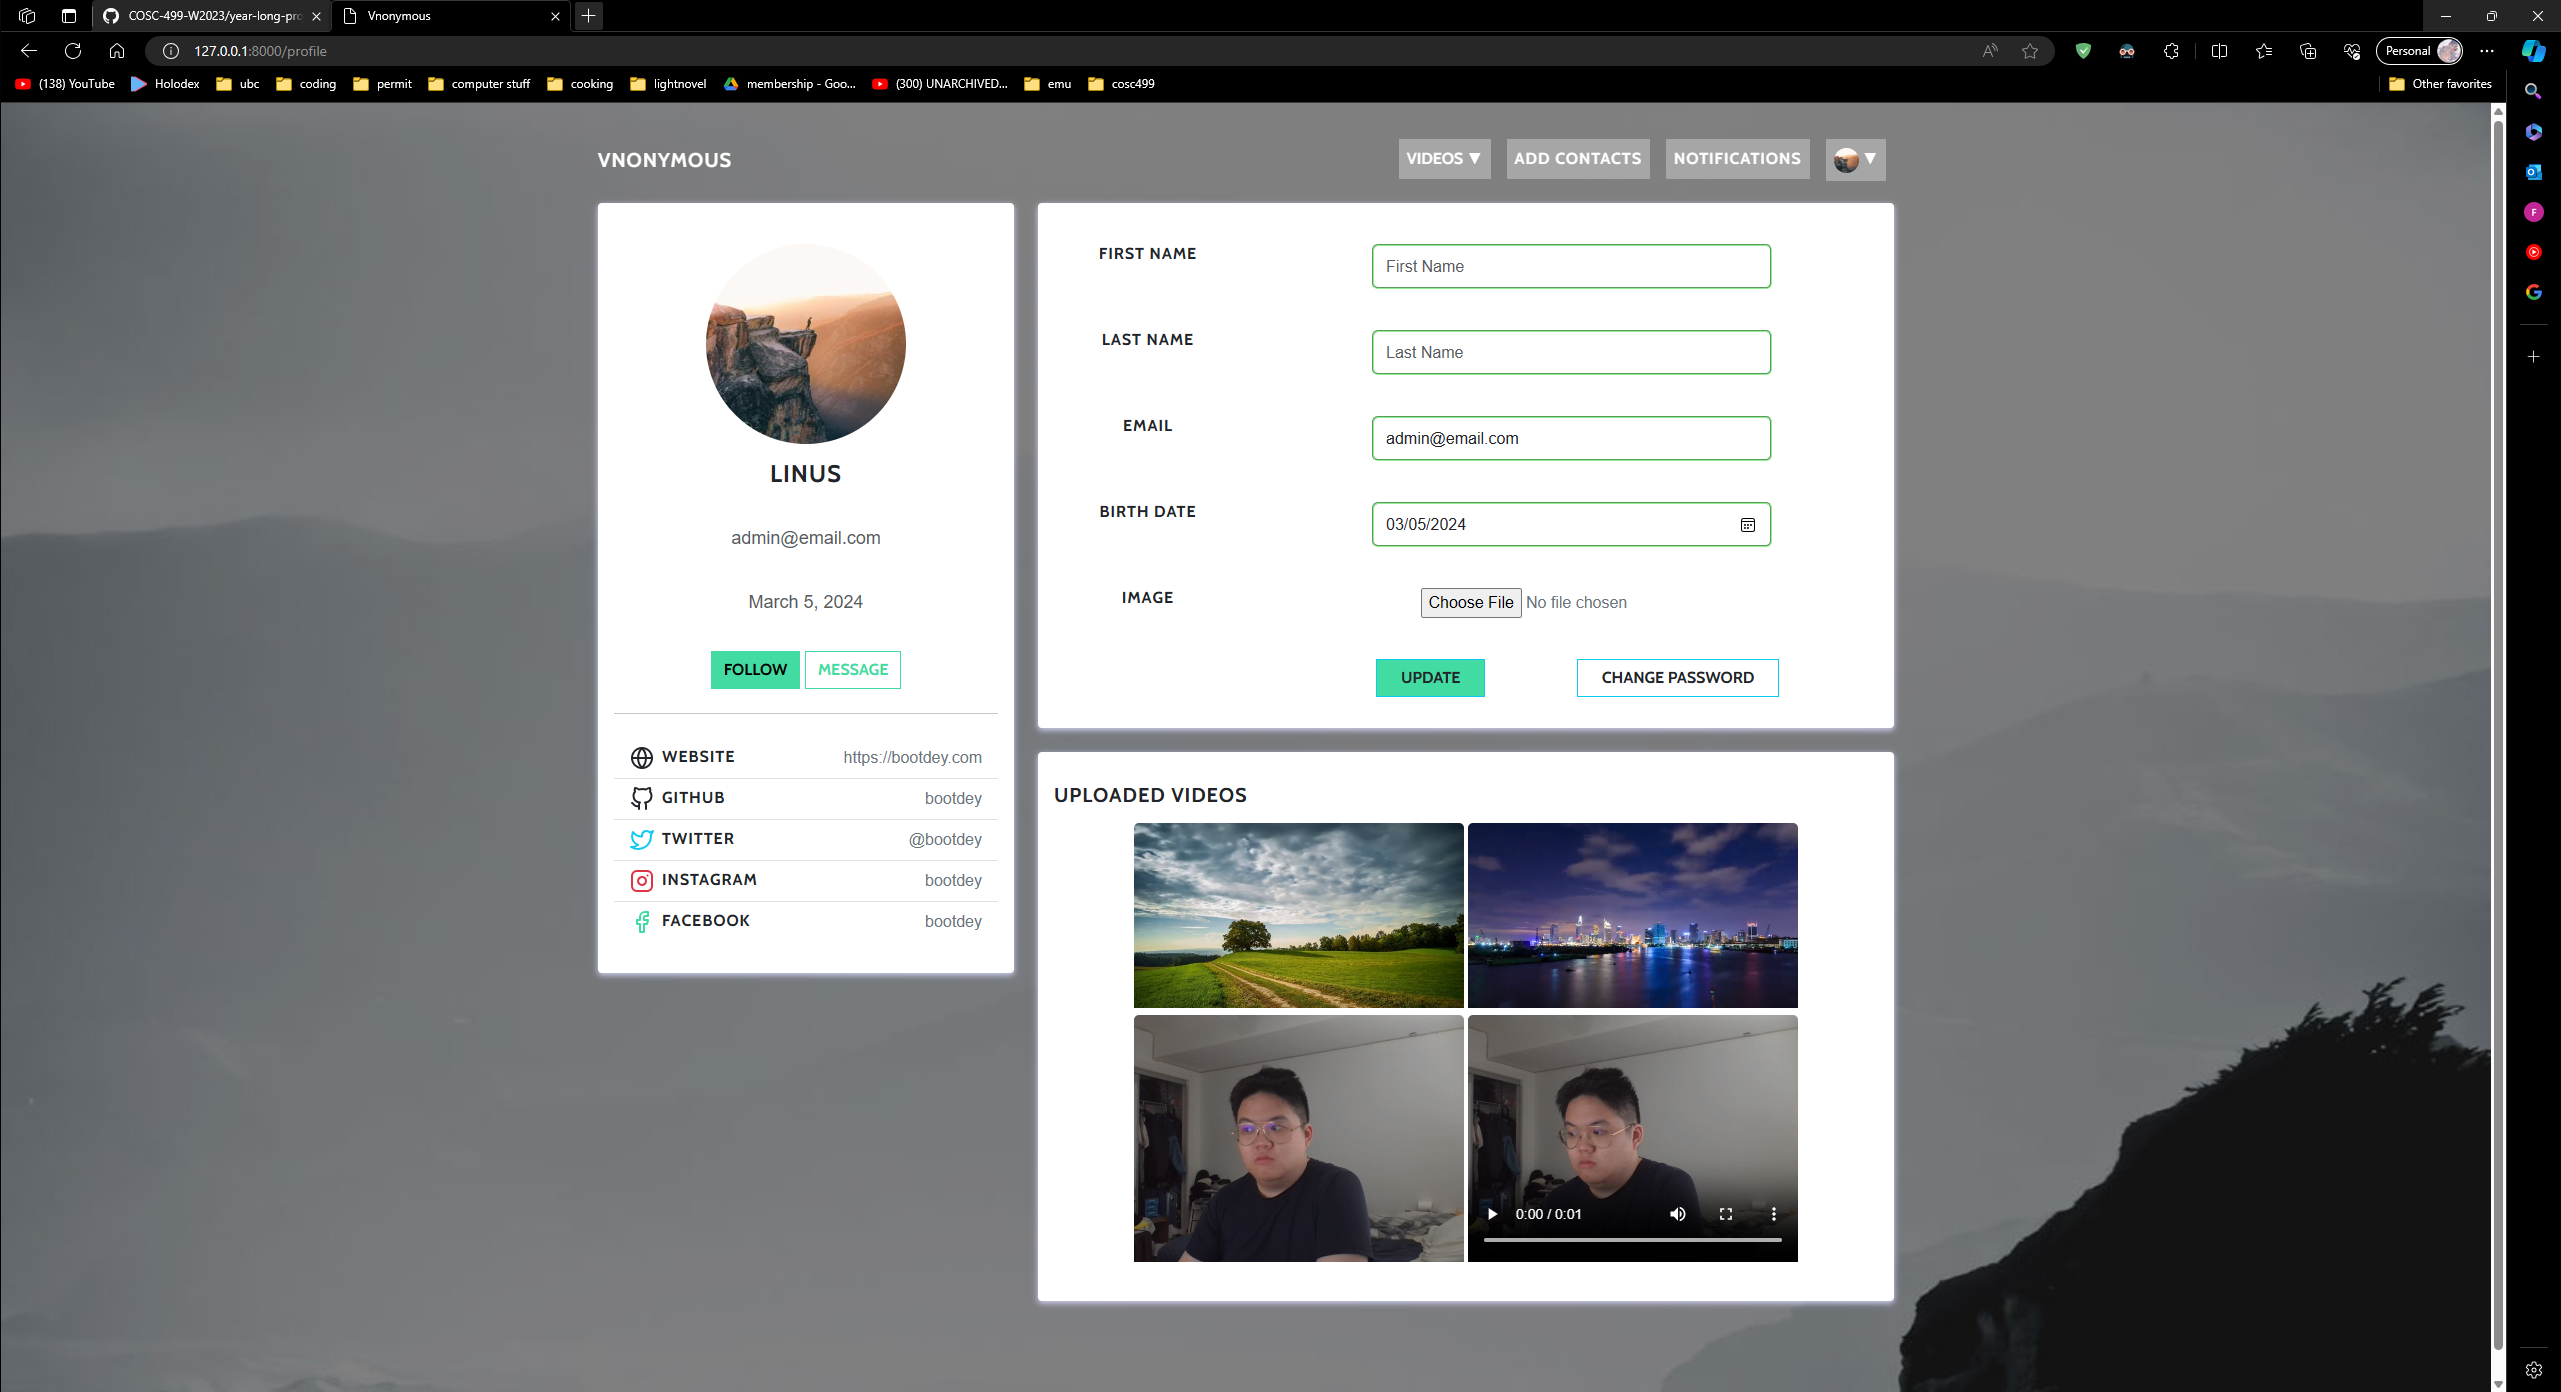 COSC-499-W2023/year-long-pro
Vnonymous
127.0.0.1:8000/profile
Personal
(138) YouTube
Holodex
ubc
coding
permit
computer stuff
cooking
lightnovel
membership - Goo...
(300) UNARCHIVED...
emu
cosc499
Other favorites
VNONYMOUS
VIDEOS ▼
ADD CONTACTS
NOTIFICATIONS
▼
LINUS
admin@email.com
March 5, 2024
FOLLOW
MESSAGE
WEBSITE https://bootdey.com
GITHUB bootdey
TWITTER @bootdey
INSTAGRAM bootdey
FACEBOOK bootdey
FIRST NAME First Name
LAST NAME Last Name
EMAIL admin@email.com
BIRTH DATE 03/05/2024
IMAGE Choose File No file chosen
UPDATE
CHANGE PASSWORD
UPLOADED VIDEOS
0:00 / 0:01
F